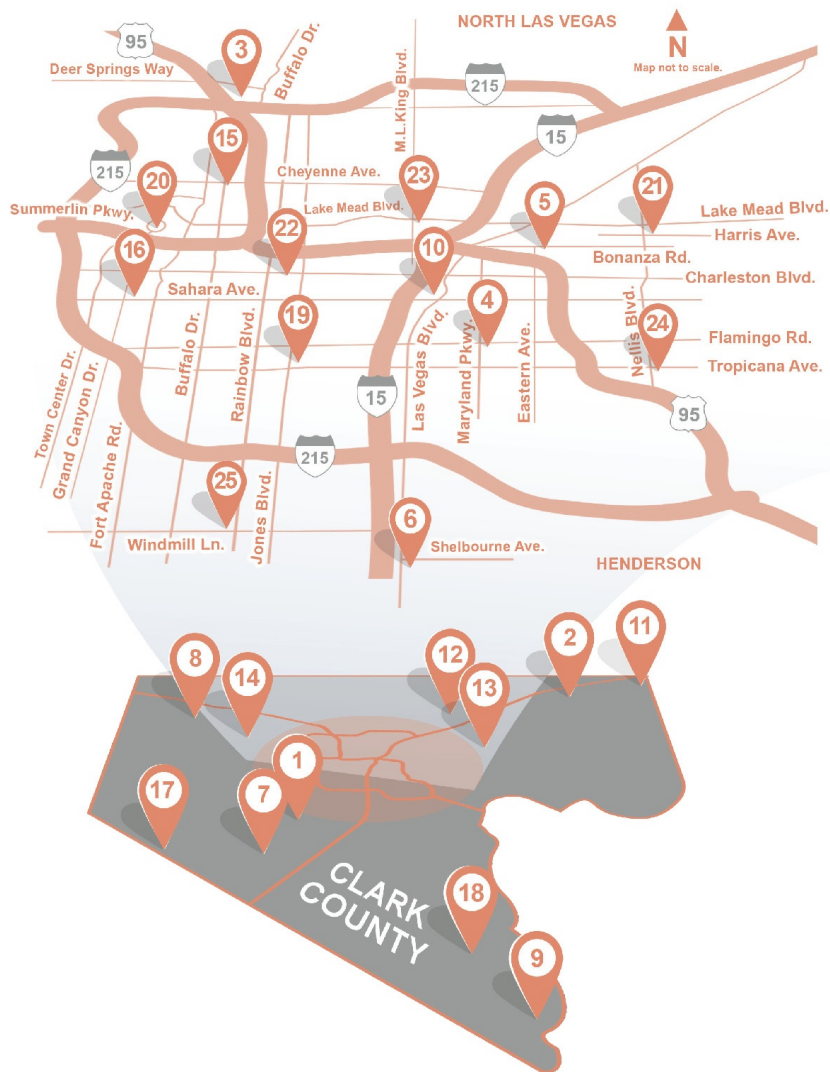 NORTH LAS VEGAS
N
Map not to scale.
95
3
Deer Springs Way
Buffalo Dr.
M.L.King Blvd.
215
15
15
215
20
Cheyenne Ave.
23
21
Summerlin Pkwy.
Lake Mead Blvd.
5
Lake Mead Blvd.
Harris Ave.
22
10
Bonanza Rd.
16
Charleston Blvd.
Sahara Ave.
4
19
24
Flamingo Rd.
Tropicana Ave.
Town Center Dr.
Grand Canyon Dr.
Fort Apache Rd.
Buffalo Dr.
Rainbow Blvd.
Jones Blvd.
15
Las Vegas Blvd.
Maryland Pkwy.
Eastern Ave.
Nellis Blvd.
95
215
25
6
Windmill Ln.
Shelbourne Ave.
HENDERSON
8
14
12
13
2
11
17
7
1
CLARK
COUNTY
18
9